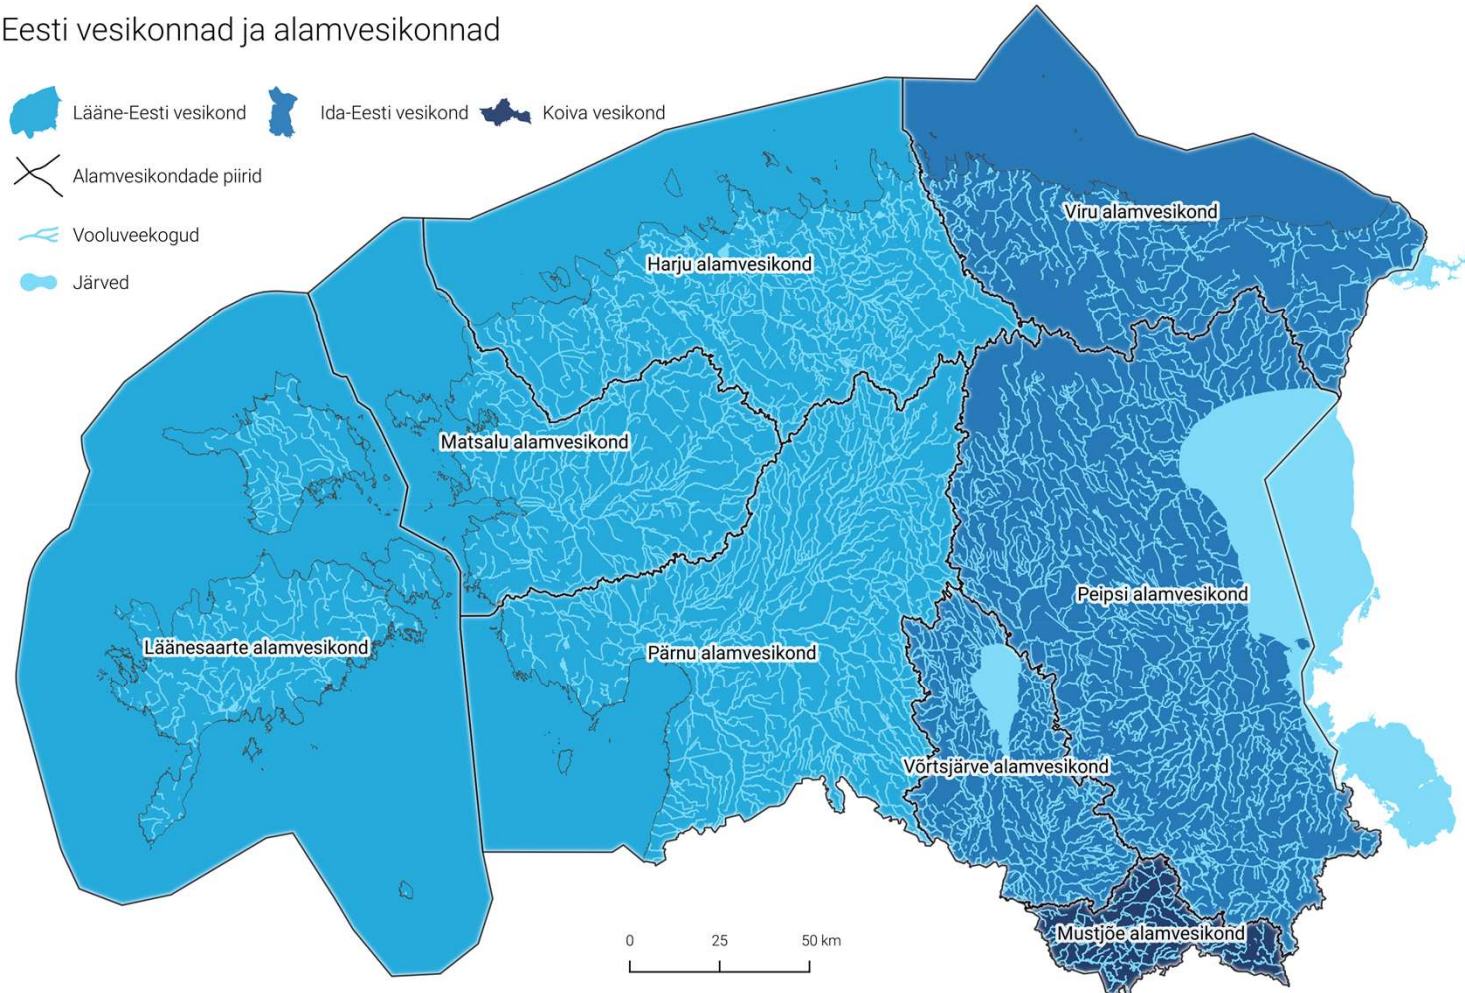 Eesti vesikonnad ja alamvesikonnad
Lääne-Eesti vesikond
Ida-Eesti vesikond
Koiva vesikond
Alamvesikondade piirid
Vooluveekogud
Järved
Viru alamvesikond
Harju alamvesikond
Matsalu alamvesikond
Peipsi alamvesikond
Läänesaarte alamvesikond
Pärnu alamvesikond
Võrtsjärve alamvesikond
Mustjõe alamvesikond
0 25 50 km